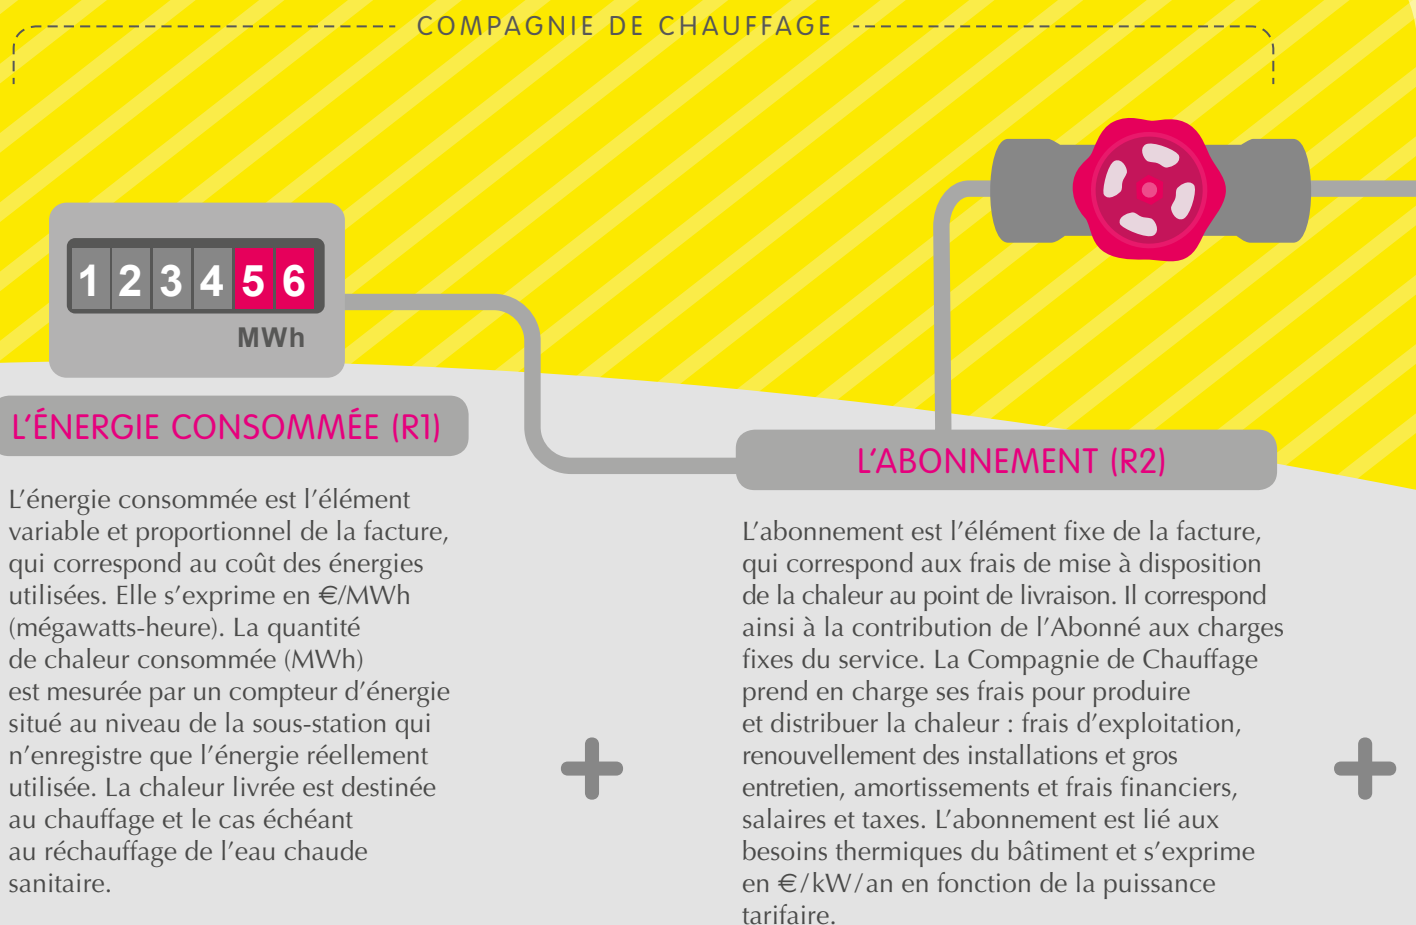 COMPAGNIE DE CHAUFFAGE
1 2 3 4 5 6
MWh
L'ÉNERGIE CONSOMMÉE (R1)
L'énergie consommée est l'élément
variable et proportionnel de la facture,
qui correspond au coût des énergies
utilisées. Elle s'exprime en €/MWh
(mégawatts-heure). La quantité
de chaleur consommée (MWh)
est mesurée par un compteur d'énergie
situé au niveau de la sous-station qui
n'enregistre que l'énergie réellement
utilisée. La chaleur livrée est destinée
au chauffage et le cas échéant
au réchauffage de l'eau chaude
sanitaire.
+
L'ABONNEMENT (R2)
L'abonnement est l'élément fixe de la facture,
qui correspond aux frais de mise à disposition
de la chaleur au point de livraison. Il correspond
ainsi à la contribution de l'Abonné aux charges
fixes du service. La Compagnie de Chauffage
prend en charge ses frais pour produire
et distribuer la chaleur : frais d'exploitation,
renouvellement des installations et gros
entretien, amortissements et frais financiers,
salaires et taxes. L'abonnement est lié aux
besoins thermiques du bâtiment et s'exprime
en €/kW/an en fonction de la puissance
tarifaire.
+